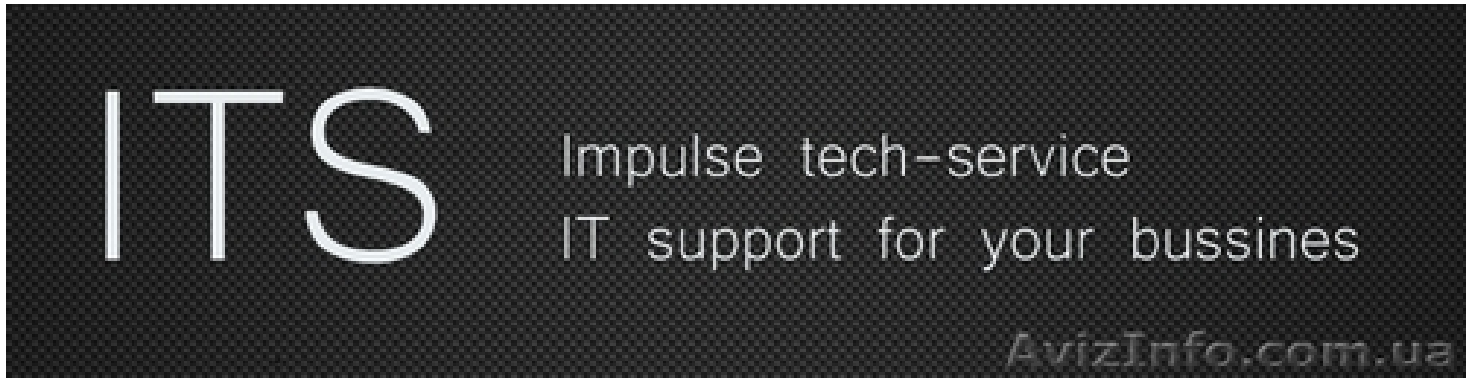 ITS
Impulse tech-service
IT support for your bussines
AvizInfo.com.ua